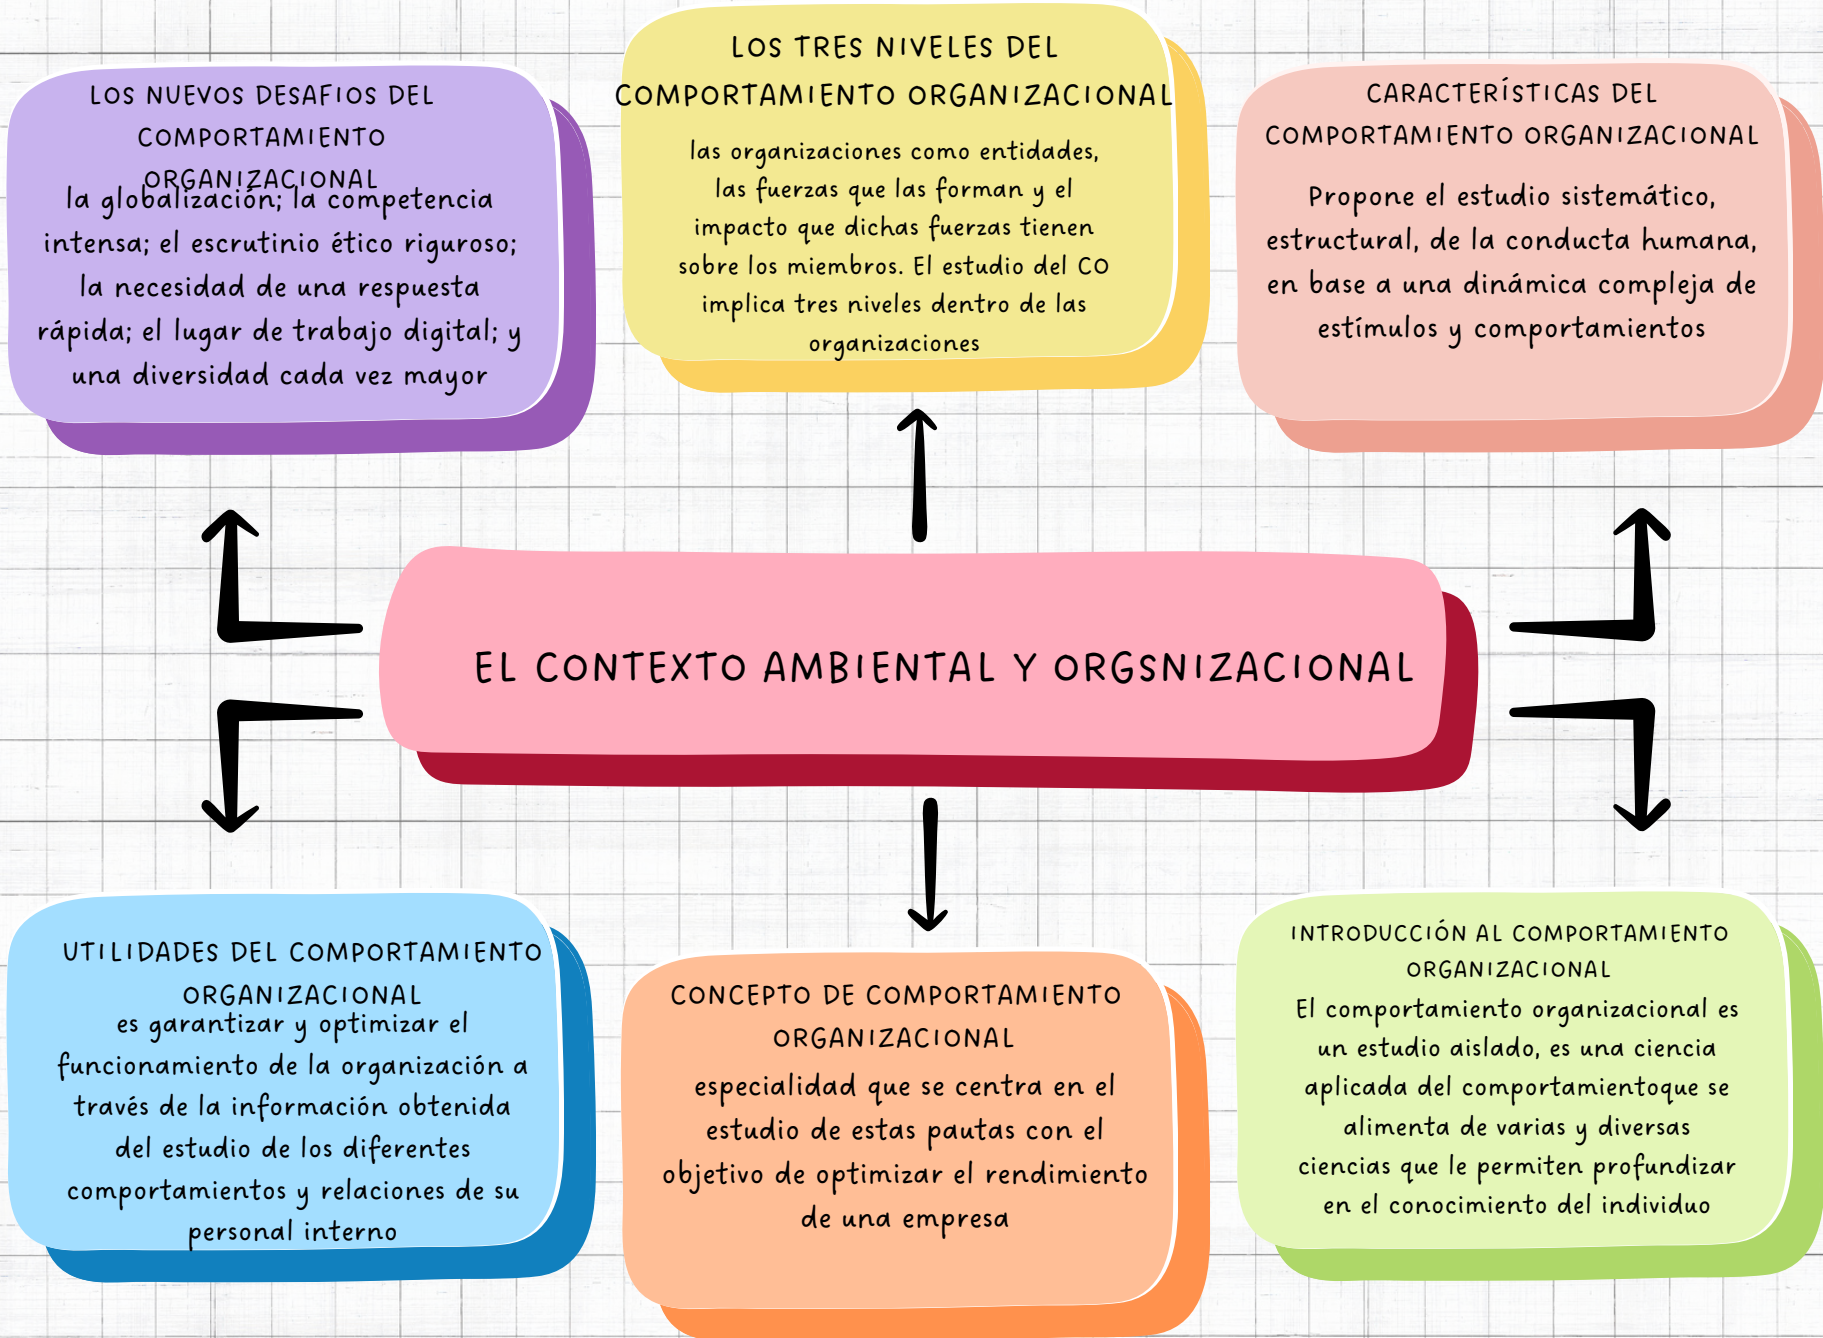 LOS NUEVOS DESAFIOS DEL
COMPORTAMIENTO
ORGANIZACIONAL
la globalización; la competencia
intensa; el escrutinio ético riguroso;
la necesidad de una respuesta
rápida; el lugar de trabajo digital; y
una diversidad cada vez mayor
LOS TRES NIVELES DEL
COMPORTAMIENTO ORGANIZACIONAL
las organizaciones como entidades,
las fuerzas que las forman y el
impacto que dichas fuerzas tienen
sobre los miembros. El estudio del CO
implica tres niveles dentro de las
organizaciones
CARACTERÍSTICAS DEL
COMPORTAMIENTO ORGANIZACIONAL
Propone el estudio sistemático,
estructural, de la conducta humana,
en base a una dinámica compleja de
estímulos y comportamientos
EL CONTEXTO AMBIENTAL Y ORGSNIZACIONAL
UTILIDADES DEL COMPORTAMIENTO
ORGANIZACIONAL
es garantizar y optimizar el
funcionamiento de la organización a
través de la información obtenida
del estudio de los diferentes
comportamientos y relaciones de su
personal interno
CONCEPTO DE COMPORTAMIENTO
ORGANIZACIONAL
especialidad que se centra en el
estudio de estas pautas con el
objetivo de optimizar el rendimiento
de una empresa
INTRODUCCIÓN AL COMPORTAMIENTO
ORGANIZACIONAL
El comportamiento organizacional es
un estudio aislado, es una ciencia
aplicada del comportamientoque se
alimenta de varias y diversas
ciencias que le permiten profundizar
en el conocimiento del individuo